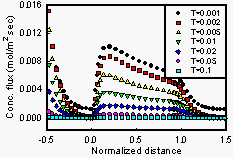 Conc. flux(mol/m² sec)
0.016
0.012
0.008
0.004
0.000
T=0.001
T=0.002
T=0.005
T=0.01
T=0.02
T=0.05
T=0.1
-0.5
0.0
0.5
1.0
1.5
Normalized distance